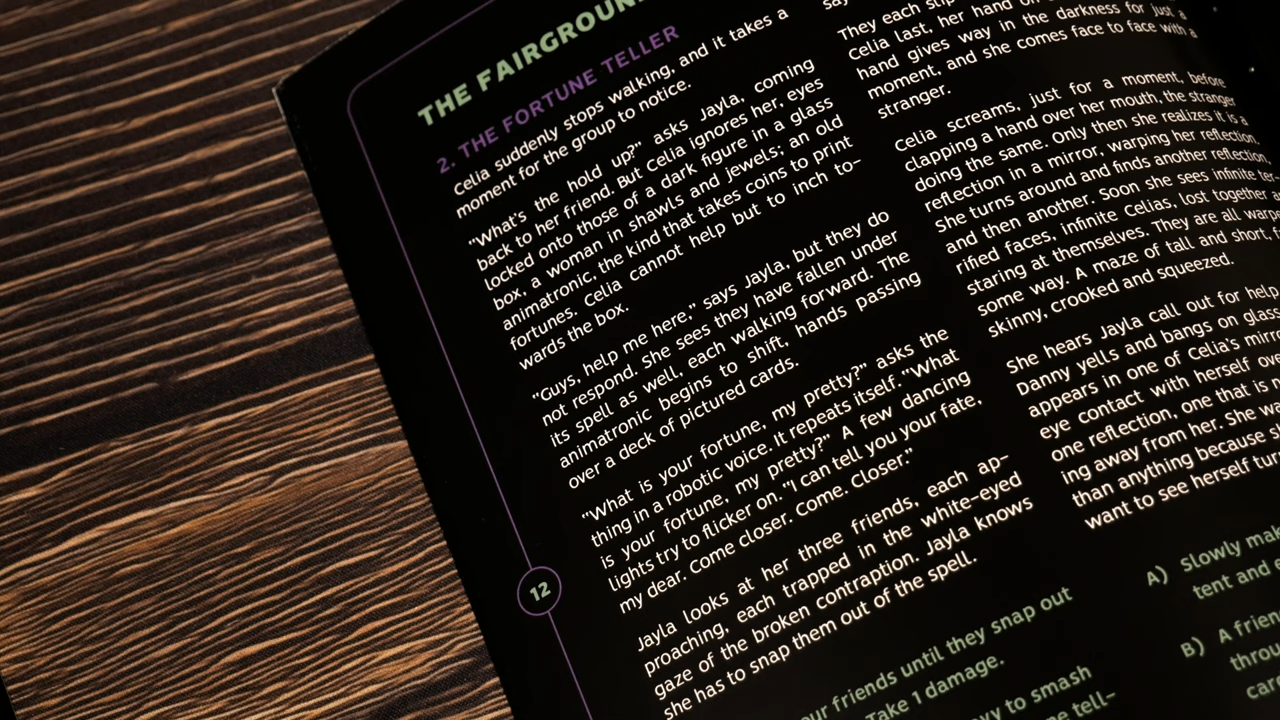 THE FAIRGROUN
2. THE FORTUNE TELLER
Celia suddenly stops walking, and it takes a
moment for the group to notice.
"What's the hold up?" asks Jayla, coming
back to her friend. But Celia ignores her, eyes
locked onto those of a dark figure in a glass
box, a woman in shawls and jewels; an old
animatronic, the kind that takes coins to print
fortunes. Celia cannot help but to inch to-
wards the box.
"Guys, help me here," says Jayla, but they do
not respond. She sees they have fallen under
its spell as well, each walking forward. The
animatronic begins to shift, hands passing
over a deck of pictured cards.
"What is your fortune, my pretty?" asks the
thing in a robotic voice. It repeats itself. "What
is your fortune, my pretty?" A few dancing
lights try to flicker on. "I can tell you your fate,
my dear. Come closer. Come. Closer."
Jayla looks at her three friends, each ap-
proaching, each trapped in the white-eyed
gaze of the broken contraption. Jayla knows
she has to snap them out of the spell.
ur friends until they snap out
Take 1 damage.
vy to smash
e tell-
12
say
They each slip
Celia last, her hand on
hand gives way in the darkness for just a
moment, and she comes face to face with a
stranger.
Celia screams, just for a moment, before
clapping a hand over her mouth, the stranger
doing the same. Only then she realizes it is a
reflection in a mirror, warping her reflection.
She turns around and finds another reflection,
and then another. Soon she sees infinite ter-
rified faces, infinite Celias, lost together a
staring at themselves. They are all warp
some way. A maze of tall and short, f
skinny, crooked and squeezed.
She hears Jayla call out for help
Danny yells and bangs on glass
appears in one of Celia's mirro
eye contact with herself ove
one reflection, one that is n
ing away from her. She wa
than anything because s
want to see herself turn
A) Slowly mak
tent and e
B) A frien
throu
card